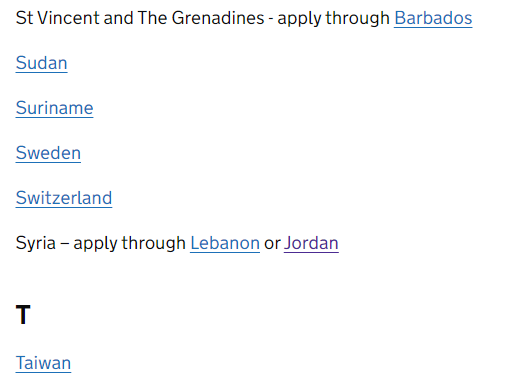 St Vincent and The Grenadines - apply through Barbados
Sudan
Suriname
Sweden
Switzerland
Syria – apply through Lebanon or Jordan
T
Taiwan